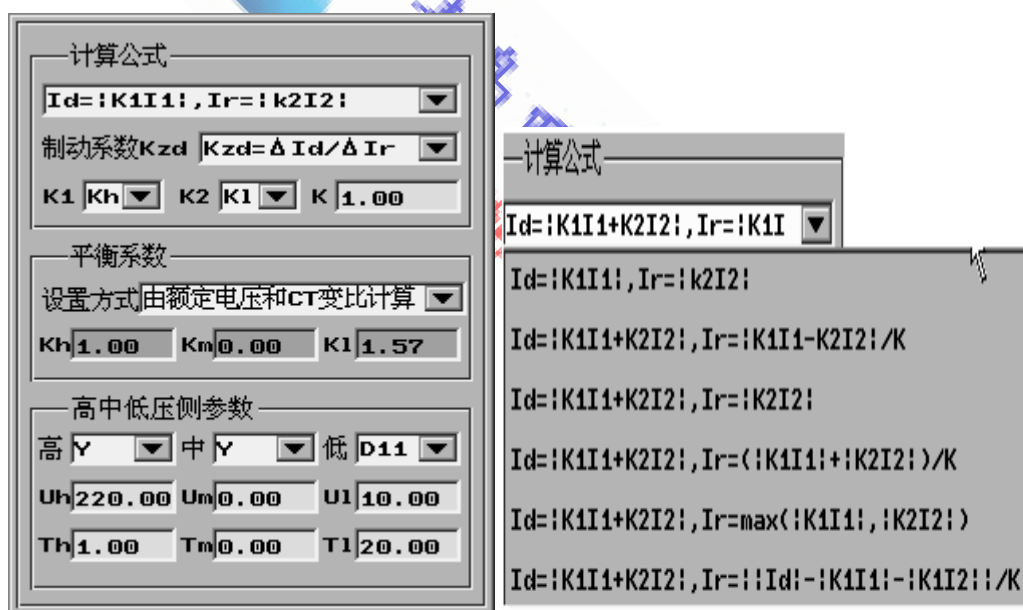 计算公式
Id=¦K1I1¦,Ir=¦k2I2¦
制动系数Kzd Kzd=ΔId/ΔIr
K1 Kh K2 Kl K 1.00
平衡系数
设置方式 由额定电压和CT变比计算
Kh 1.00 Km 0.00 Kl 1.57
高中低压侧参数
高 Y 中 Y 低 D11
Uh 220.00 Um 0.00 Ul 10.00
Th 1.00 Tm 0.00 Tl 20.00
计算公式
Id=¦K1I1+K2I2¦,Ir=¦K1I
Id=¦K1I1¦,Ir=¦k2I2¦
Id=¦K1I1+K2I2¦,Ir=¦K1I1-K2I2¦/K
Id=¦K1I1+K2I2¦,Ir=¦K2I2¦
Id=¦K1I1+K2I2¦,Ir=(¦K1I1¦+¦K2I2¦)/K
Id=¦K1I1+K2I2¦,Ir=max(¦K1I1¦,¦K2I2¦)
Id=¦K1I1+K2I2¦,Ir=¦¦Id¦-¦K1I1¦-¦K1I2¦¦/K